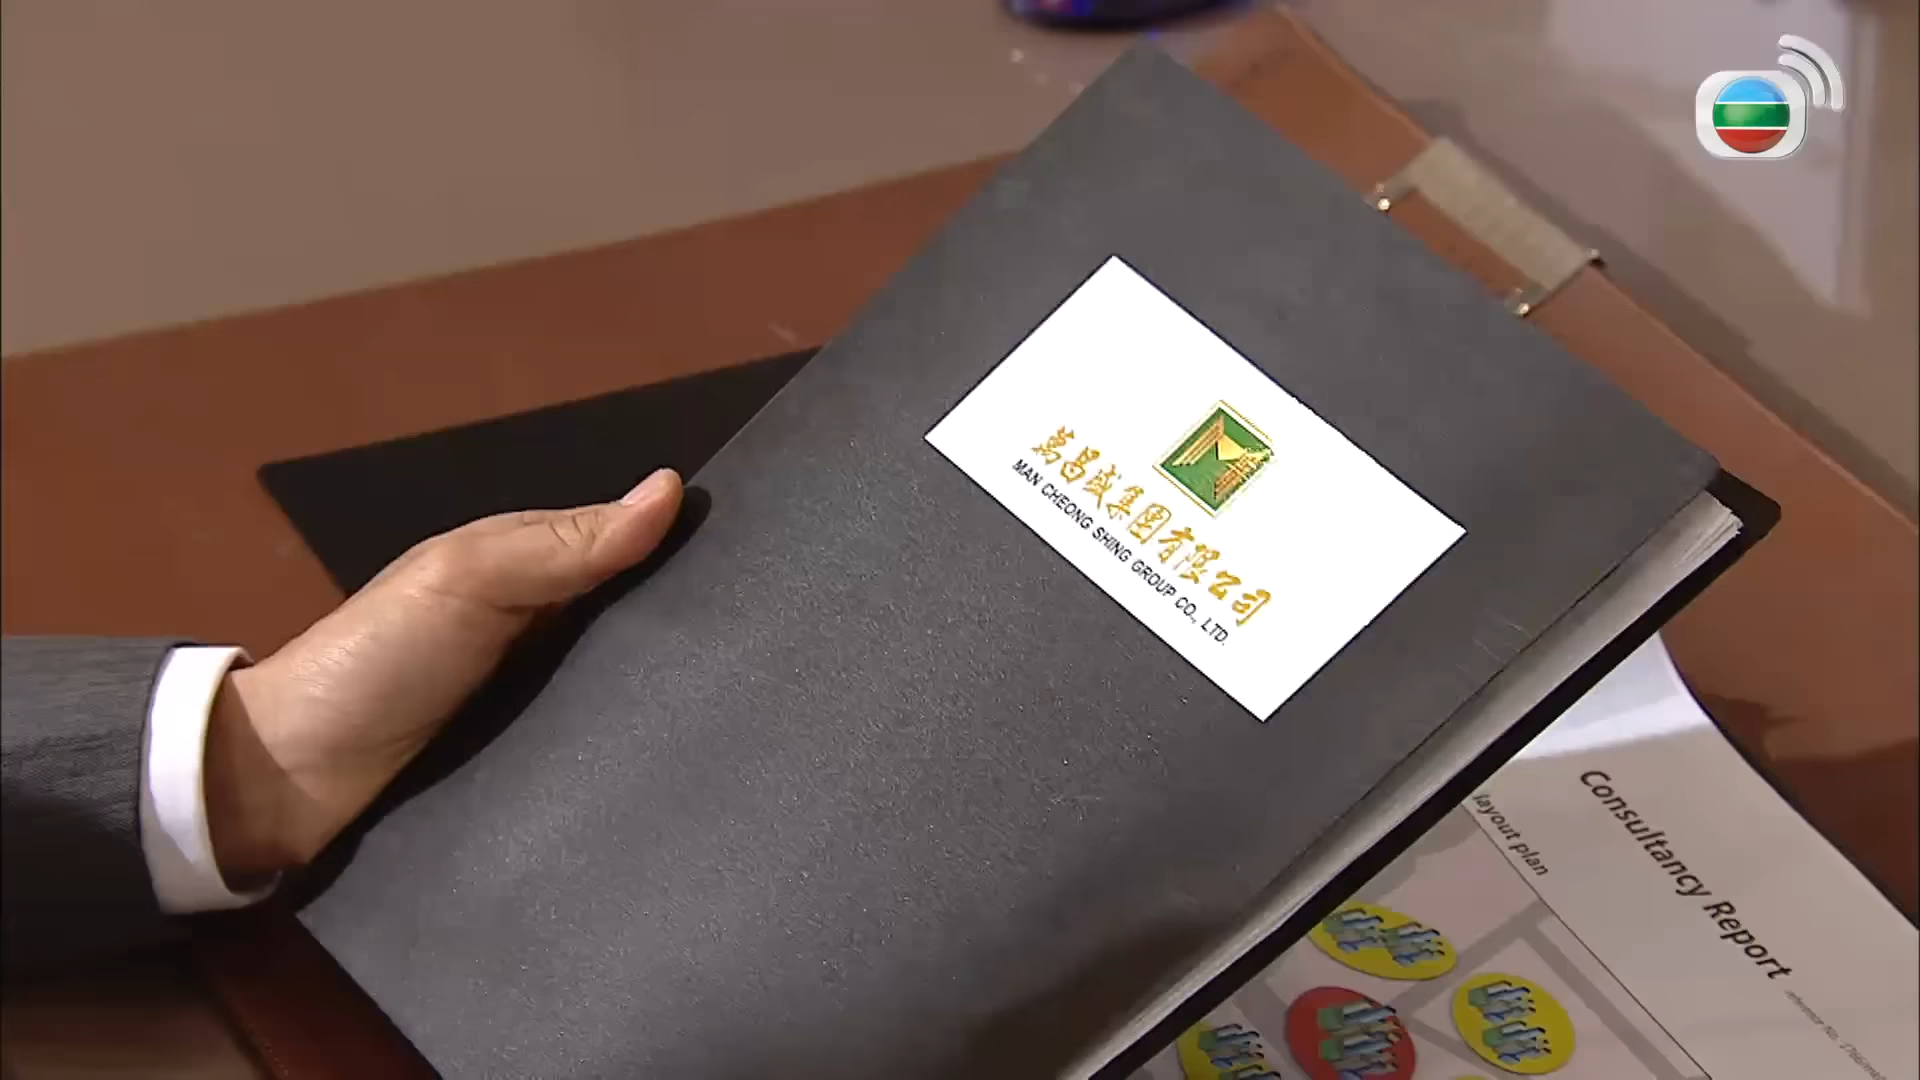 萬昌盛集團有限公司
MAN CHEONG SHING GROUP CO., LTD.
Consultancy Report
layout plan